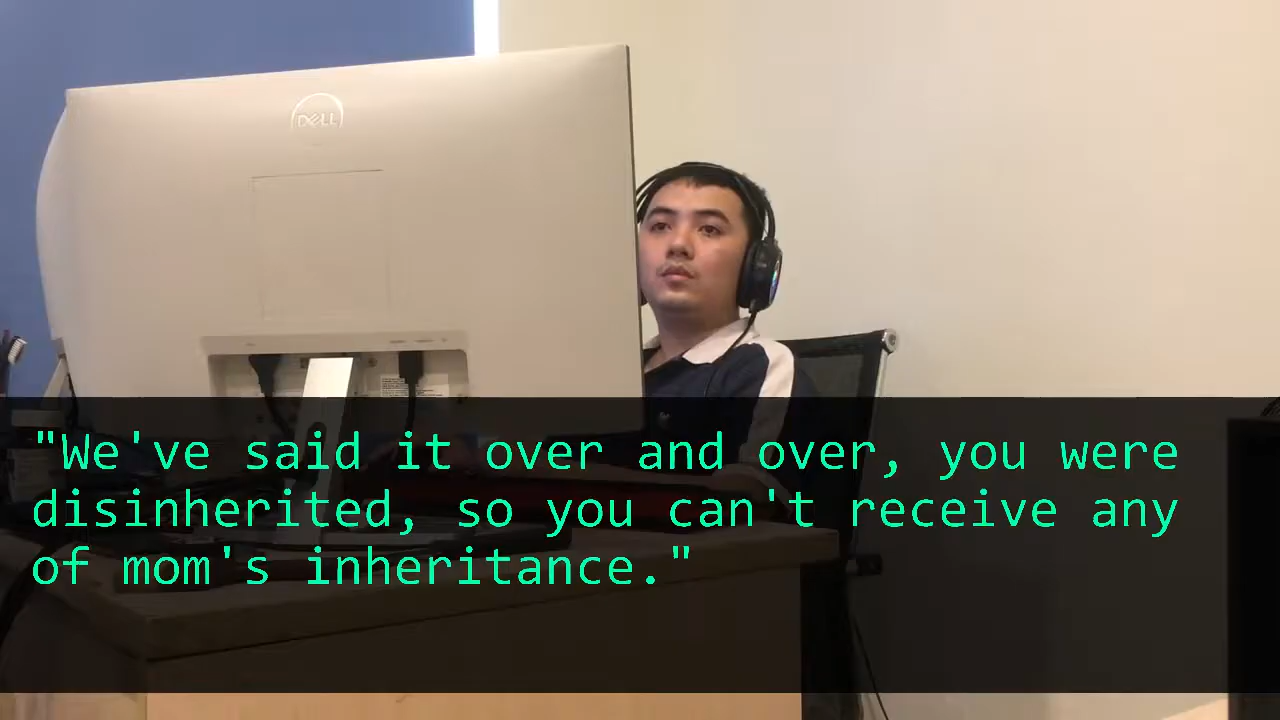 DELL
"We've said it over and over, you were
disinherited, so you can't receive any
of mom's inheritance."